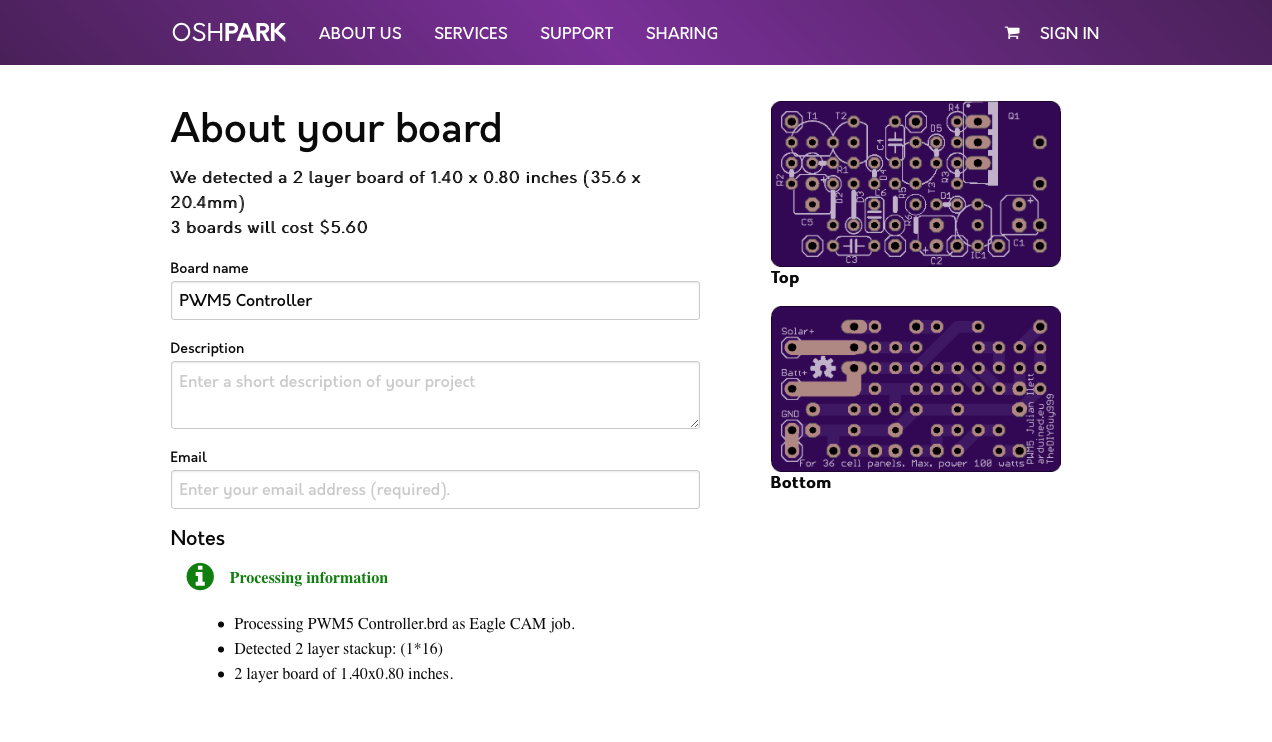 OSHPARK ABOUT US SERVICES SUPPORT SHARING SIGN IN
About your board
We detected a 2 layer board of 1.40 x 0.80 inches (35.6 x
20.4mm)
3 boards will cost $5.60
Board name
PWM5 Controller
Description
Enter a short description of your project
Email
Enter your email address (required).
Notes
Processing information
Processing PWM5 Controller.brd as Eagle CAM job.
Detected 2 layer stackup: (1*16)
2 layer board of 1.40x0.80 inches.
T1
T2
R4
Q1
C4
D5
R2
R1
D4
Q3
D2
D3
C6
R5
T3
D1
C5
R6
C3
C2
IC1
C1
+
+
+
Top
Solar+
Batt+
GND
For 36 cell panels. Max. power 100 watts
PWM5 Julian Ilett
arduined.eu
TheDIYGuy999
Bottom